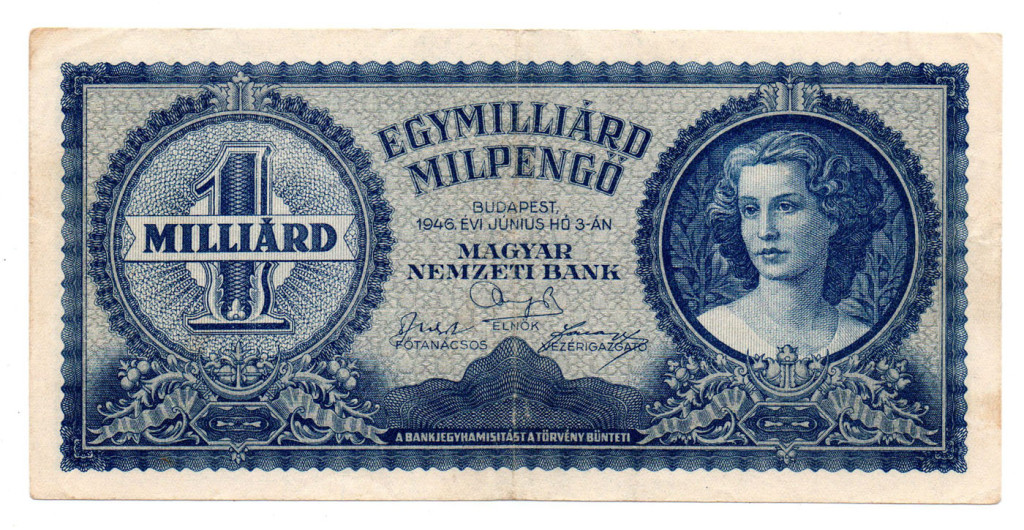 EGYMILLIÁRD
MILPENGŐ
1
MILLIÁRD
BUDAPEST,
1946. ÉVI JÚNIUS HÓ 3-ÁN
MAGYAR
NEMZETI BANK
ELNÖK
FŐTANÁCSOS
VEZÉRIGAZGATÓ
A BANKJEGYHAMISITÁST A TÖRVÉNY BÜNTETI